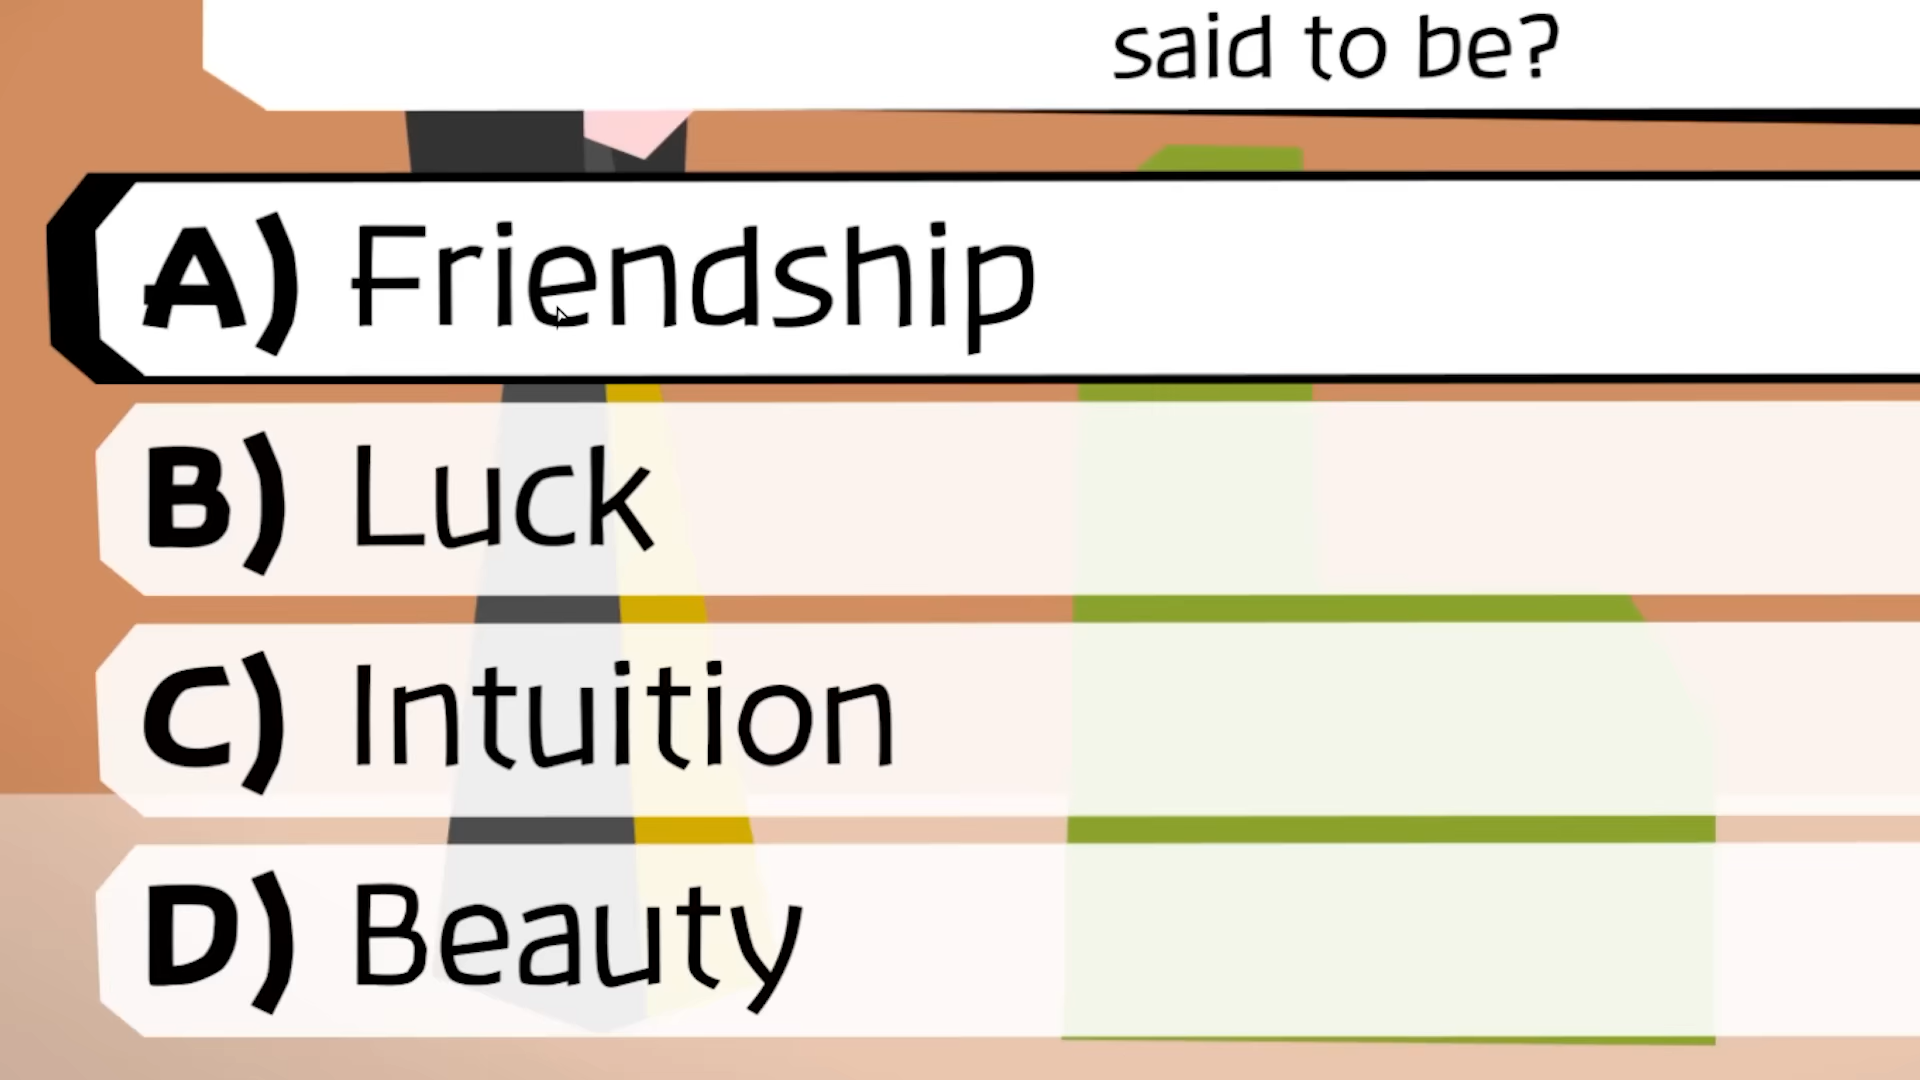 said to be?
A) Friendship
B) Luck
C) Intuition
D) Beauty